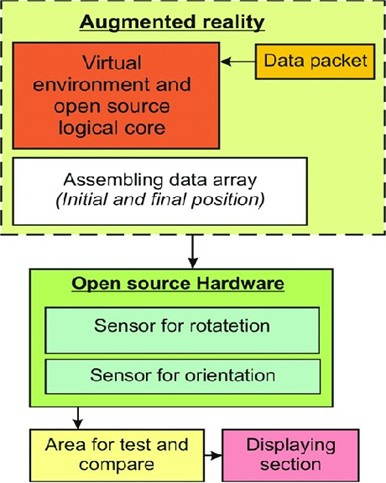 Augmented reality
Virtual
environment and
open source
logical core
Data packet
Assembling data array
(Initial and final position)
Open source Hardware
Sensor for rotatetion
Sensor for orientation
Area for test and
compare
Displaying
section